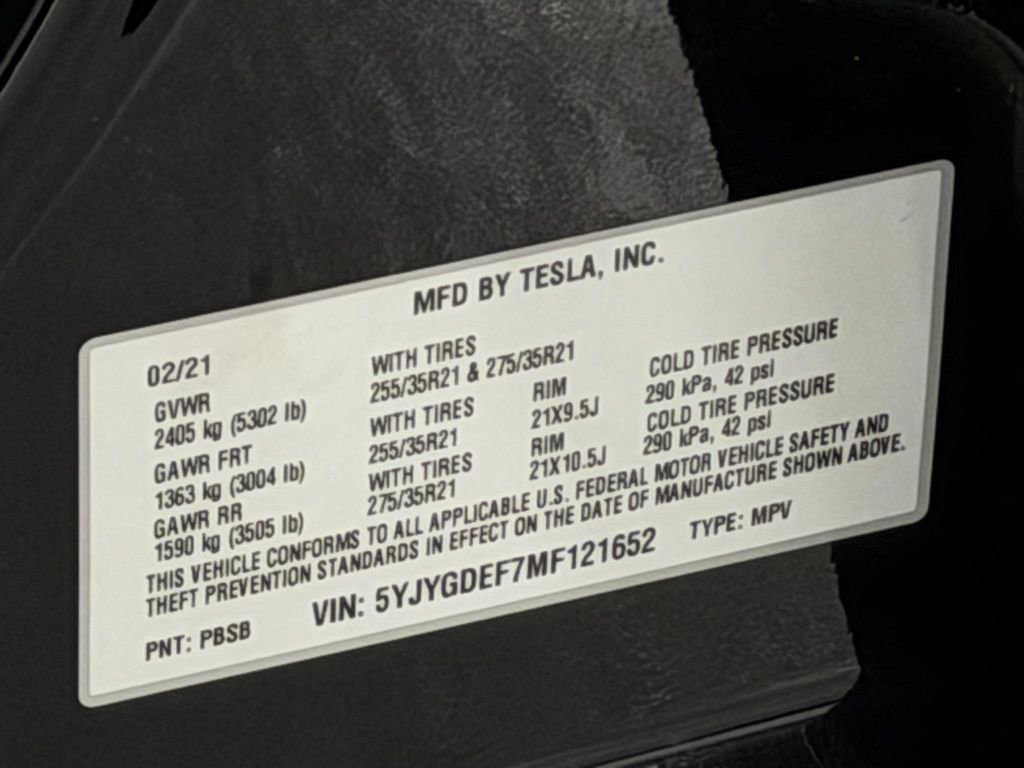 MFD BY TESLA, INC.
02/21
WITH TIRES
GVWR
255/35R21 & 275/35R21
2405 kg (5302 lb)
WITH TIRES RIM COLD TIRE PRESSURE
GAWR FRT
255/35R21 21X9.5J 290 kPa, 42 psi
1363 kg (3004 lb)
WITH TIRES RIM COLD TIRE PRESSURE
GAWR RR
275/35R21 21X10.5J 290 kPa, 42 psi
1590 kg (3505 lb)
THIS VEHICLE CONFORMS TO ALL APPLICABLE U.S. FEDERAL MOTOR VEHICLE SAFETY AND
THEFT PREVENTION STANDARDS IN EFFECT ON THE DATE OF MANUFACTURE SHOWN ABOVE.
PNT: PBSB VIN: 5YJYGDEF7MF121652 TYPE: MPV